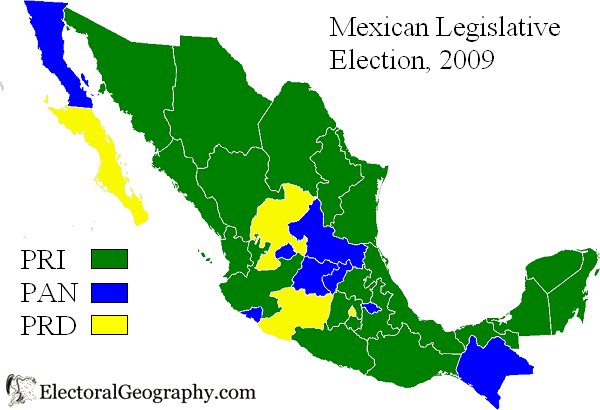 Mexican Legislative
Election, 2009
PRI
PAN
PRD
ElectoralGeography.com